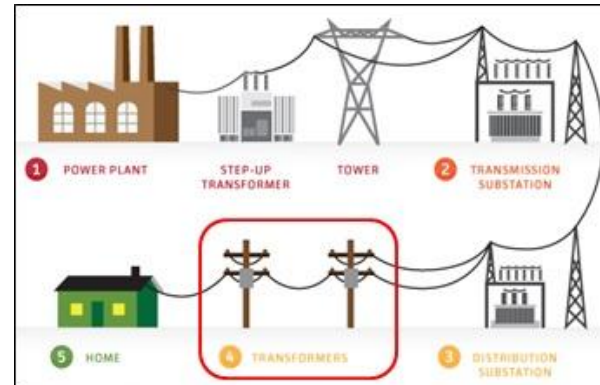 1 POWER PLANT
STEP-UP
TRANSFORMER
TOWER
2 TRANSMISSION
SUBSTATION
5 HOME
4 TRANSFORMERS
3 DISTRIBUTION
SUBSTATION